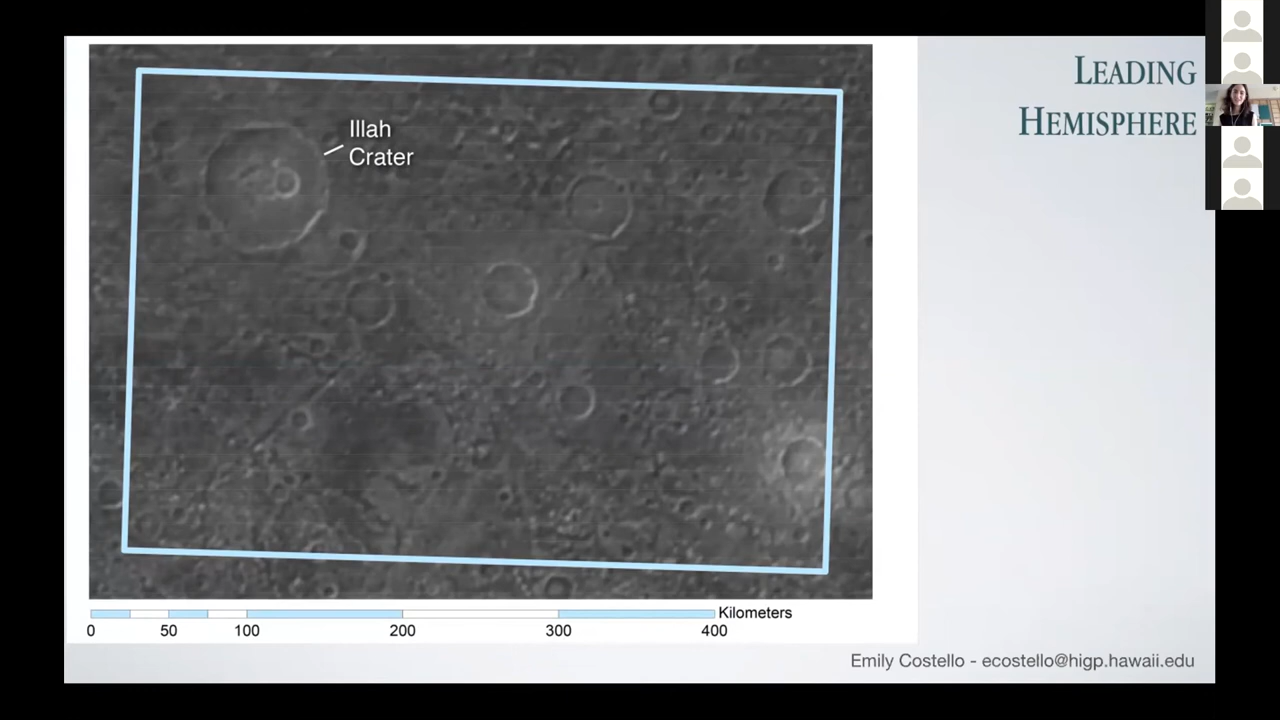 LEADING
HEMISPHERE
Illah
Crater
Kilometers
0 50 100 200 300 400
Emily Costello - ecostello@higp.hawaii.edu